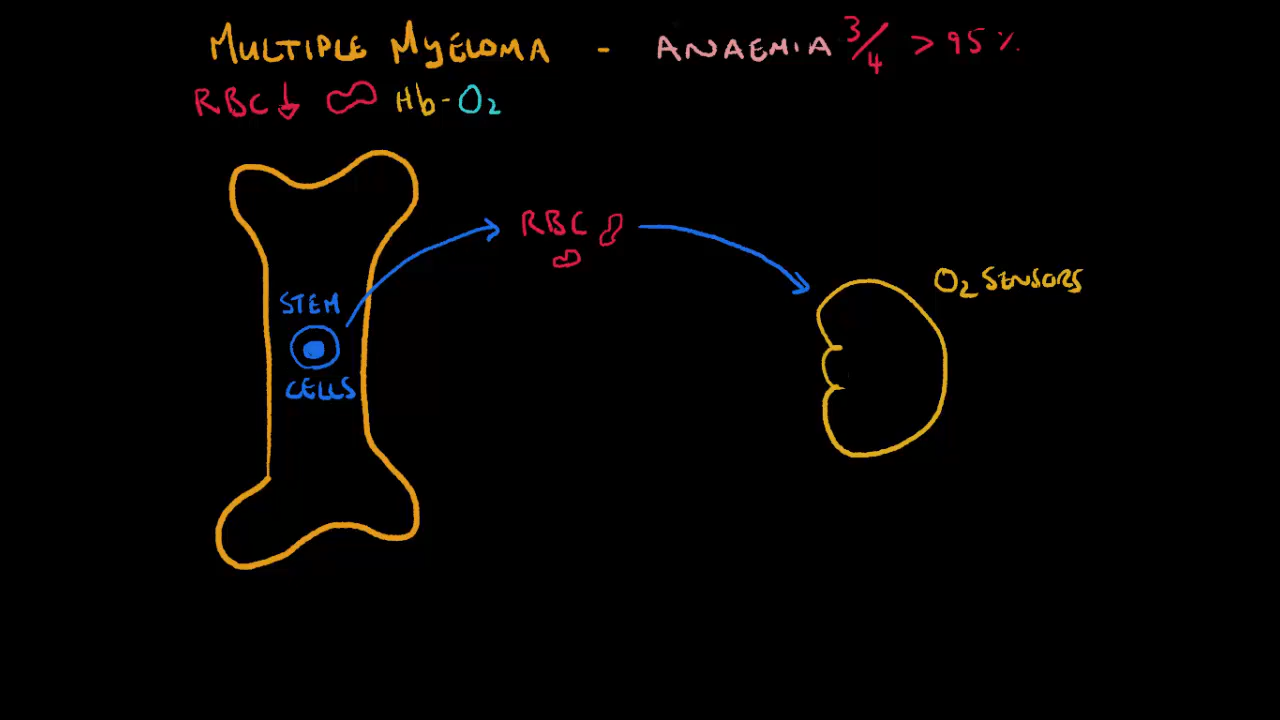 MULTIPLE MYELOMA - ANAEMIA 3/4 > 95%
RBC↓ Hb-O2
RBC
O2 SENSORS
STEM
CELLS